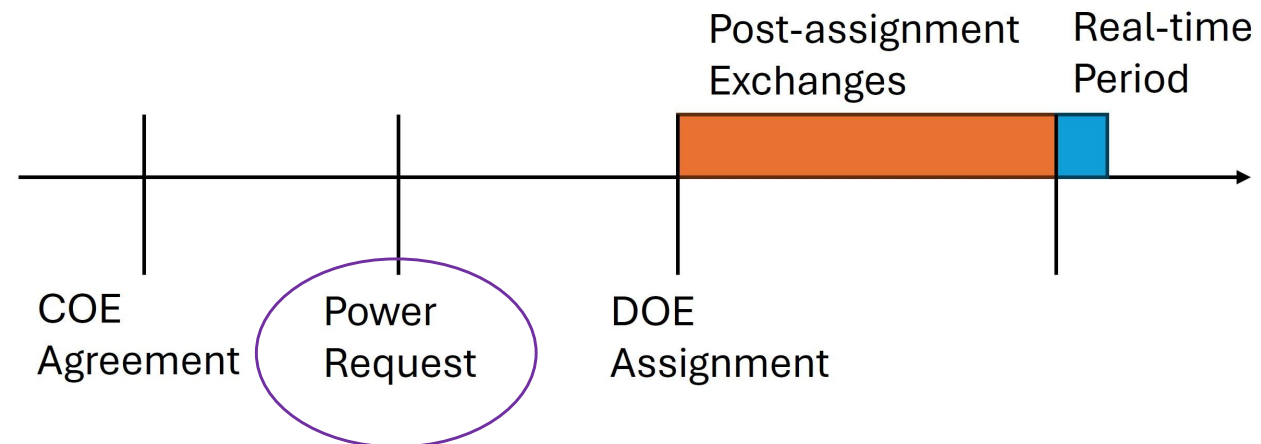 Post-assignment
Exchanges
Real-time
Period
COE
Agreement
Power
Request
DOE
Assignment